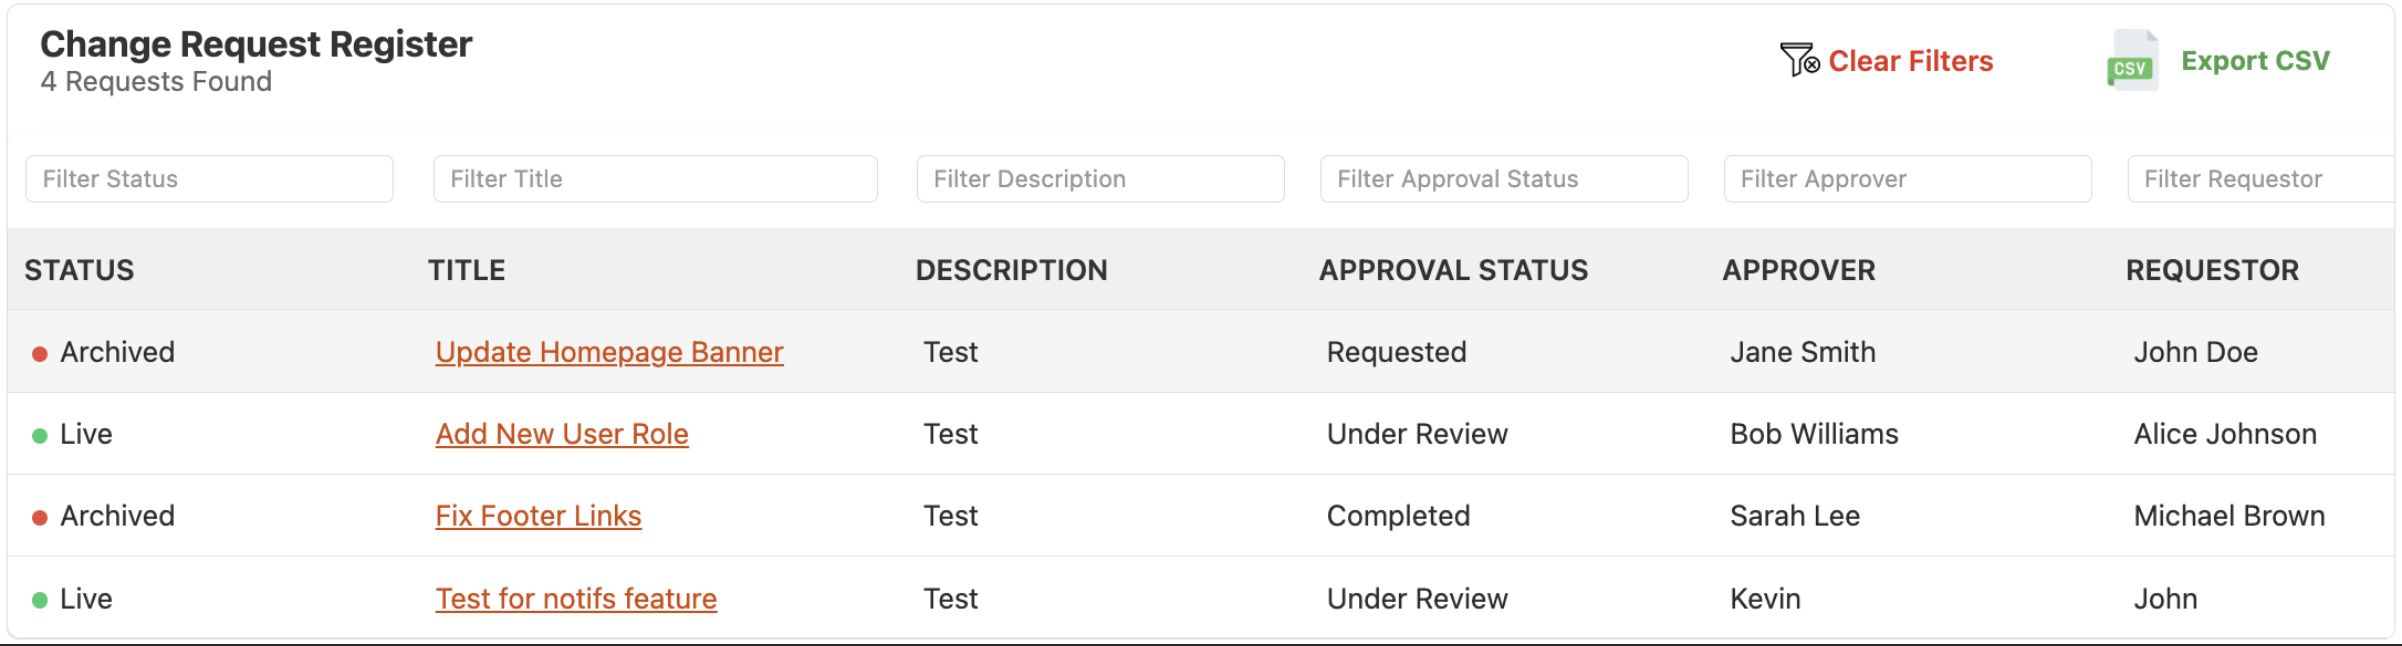 Change Request Register
4 Requests Found
Clear Filters
CSV
Export CSV
Filter Status Filter Title Filter Description Filter Approval Status Filter Approver Filter Requestor
STATUS TITLE DESCRIPTION APPROVAL STATUS APPROVER REQUESTOR
Archived Update Homepage Banner Test Requested Jane Smith John Doe
Live Add New User Role Test Under Review Bob Williams Alice Johnson
Archived Fix Footer Links Test Completed Sarah Lee Michael Brown
Live Test for notifs feature Test Under Review Kevin John